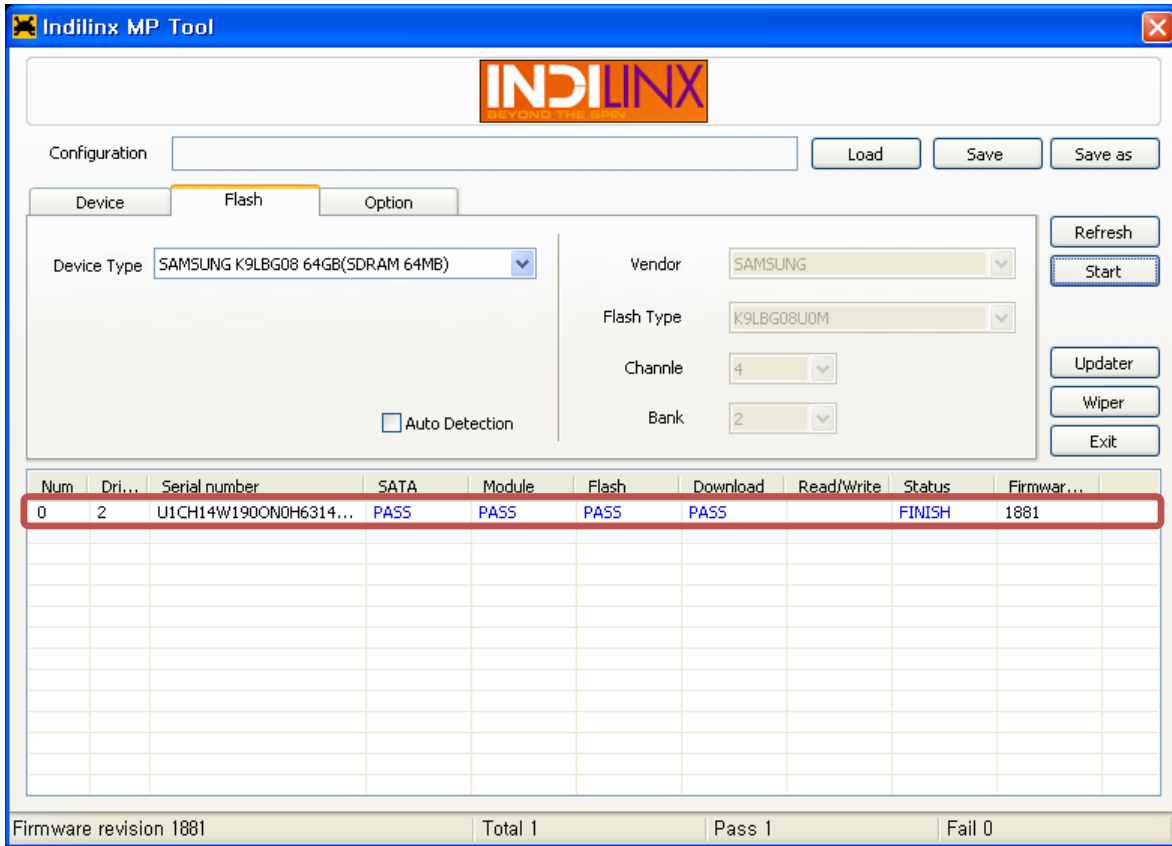 Indilinx MP Tool
INDILINX
BEYOND THE SPIN
Configuration Load Save Save as
Device Flash Option
Refresh
Device Type SAMSUNG K9LBG08 64GB(SDRAM 64MB) Vendor SAMSUNG
Start
Flash Type K9LBG08U0M
Channle 4
Updater
Wiper
Auto Detection Bank 2
Exit
Num Dri... Serial number SATA Module Flash Download Read/Write Status Firmwar...
0 2 U1CH14W190ON0H6314... PASS PASS PASS PASS FINISH 1881
Firmware revision 1881 Total 1 Pass 1 Fail 0